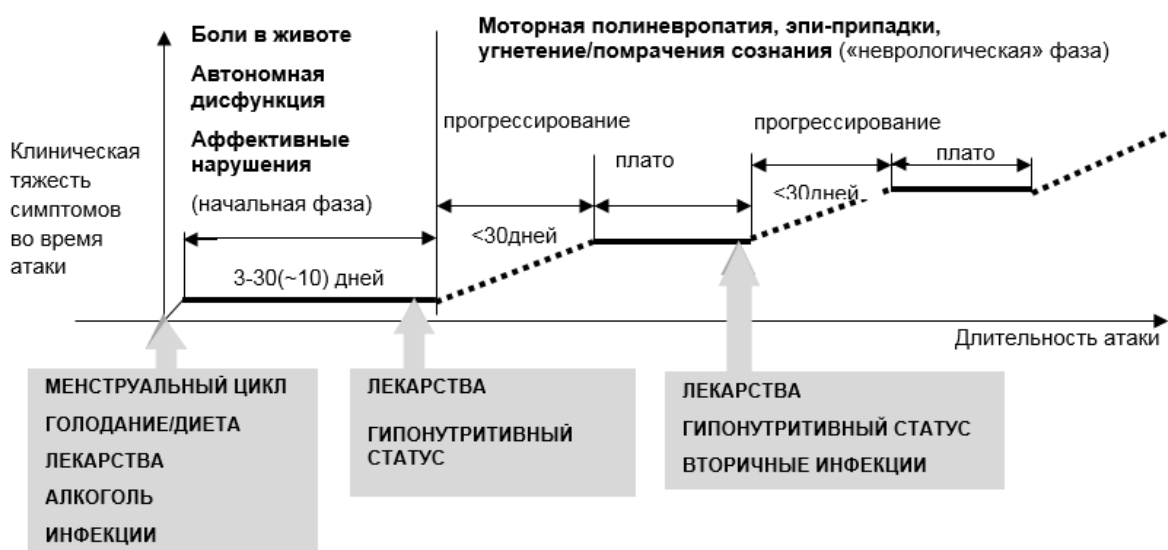 Боли в животе
Автономная
дисфункция
Аффективные
нарушения
(начальная фаза)
Моторная полиневропатия, эпи-припадки,
угнетение/помрачения сознания («неврологическая» фаза)
Клиническая
тяжесть
симптомов
во время
атаки
прогрессирование
плато
прогрессирование
плато
3-30(~10) дней
<30дней
<30дней
Длительность атаки
МЕНСТРУАЛЬНЫЙ ЦИКЛ
ГОЛОДАНИЕ/ДИЕТА
ЛЕКАРСТВА
АЛКОГОЛЬ
ИНФЕКЦИИ
ЛЕКАРСТВА
ГИПОНУТРИТИВНЫЙ
СТАТУС
ЛЕКАРСТВА
ГИПОНУТРИТИВНЫЙ СТАТУС
ВТОРИЧНЫЕ ИНФЕКЦИИ